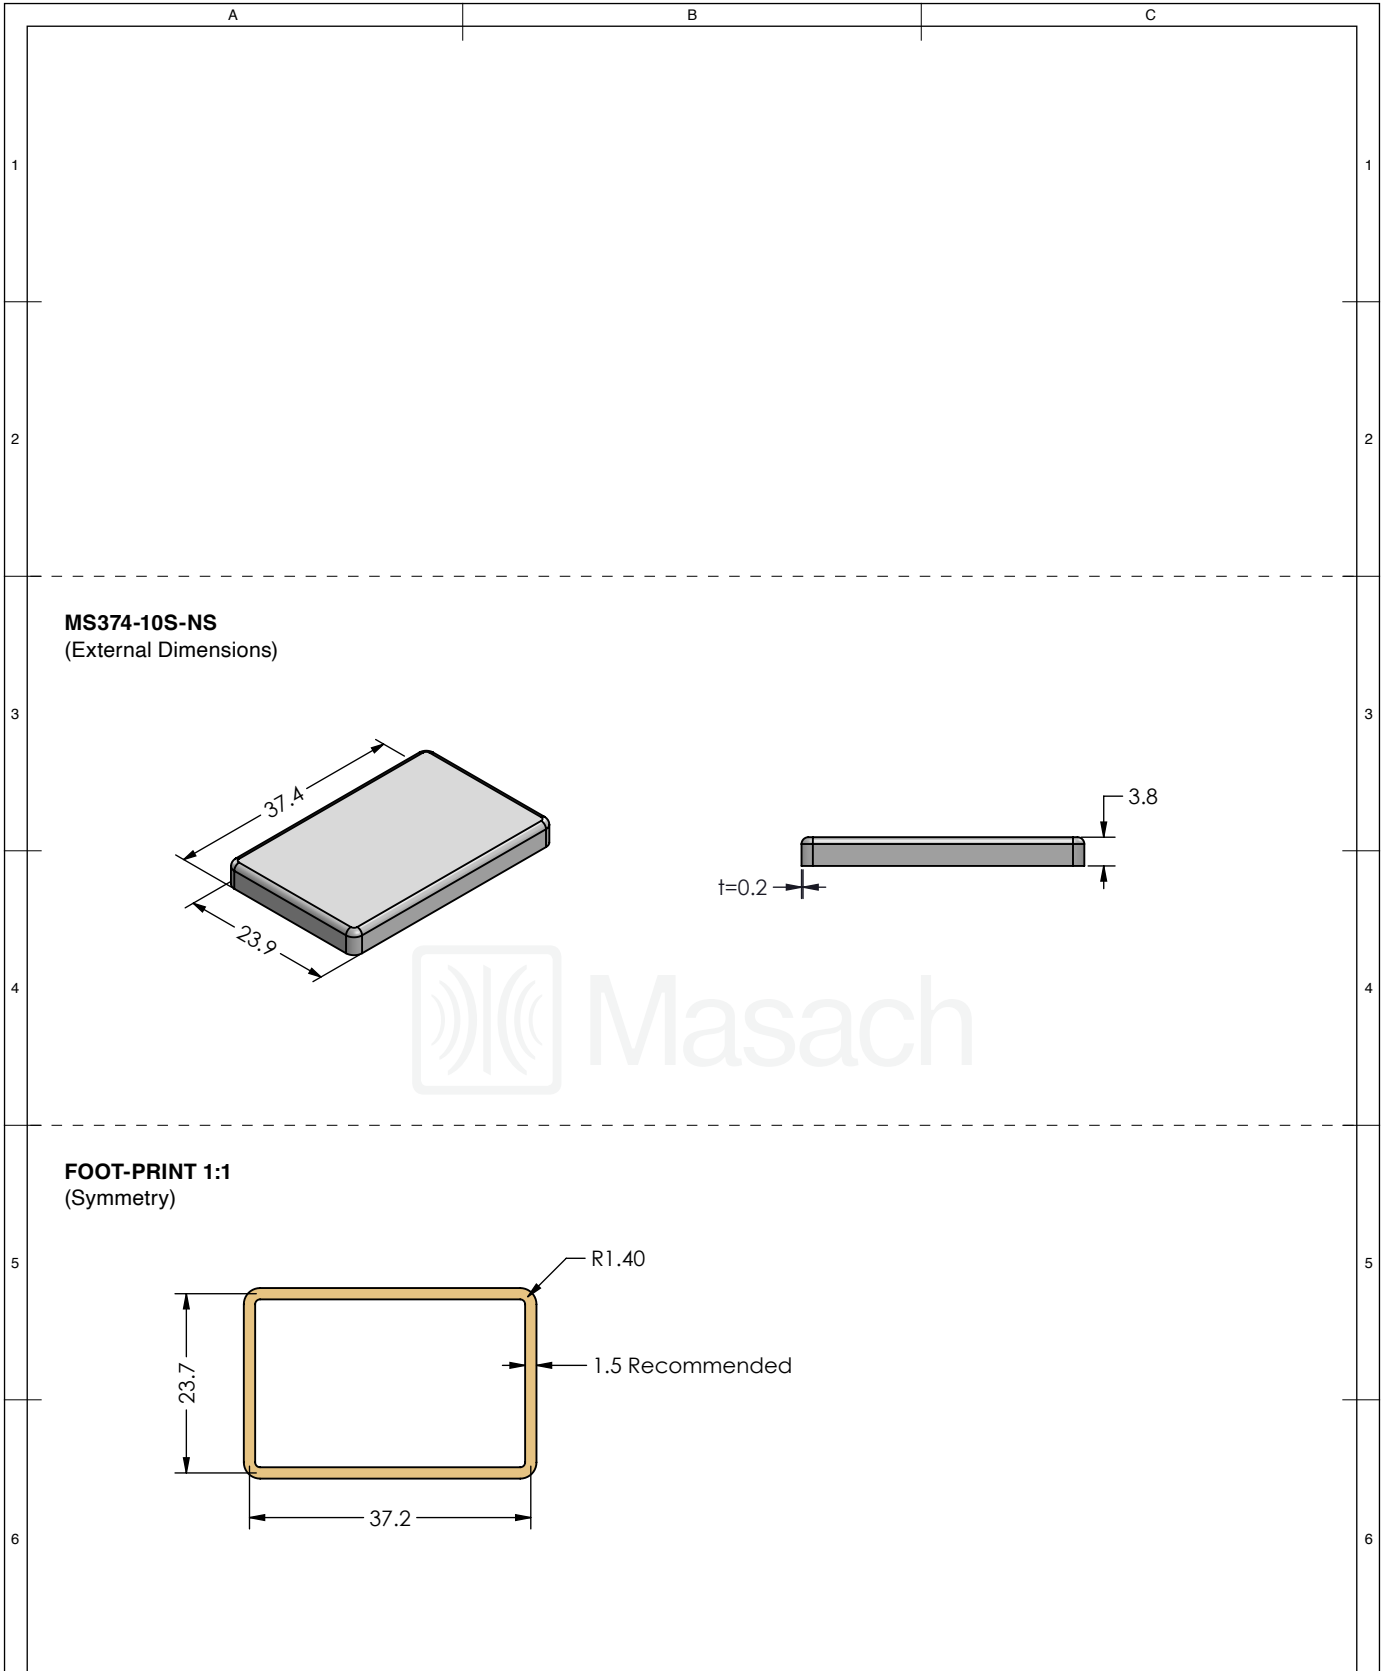 A B C
1 1
2 2
MS374-10S-NS
(External Dimensions)
3 3
37.4
3.8
t=0.2
23.9
4 4
Masach
FOOT-PRINT 1:1
(Symmetry)
5 5
R1.40
1.5 Recommended
23.7
37.2
6 6